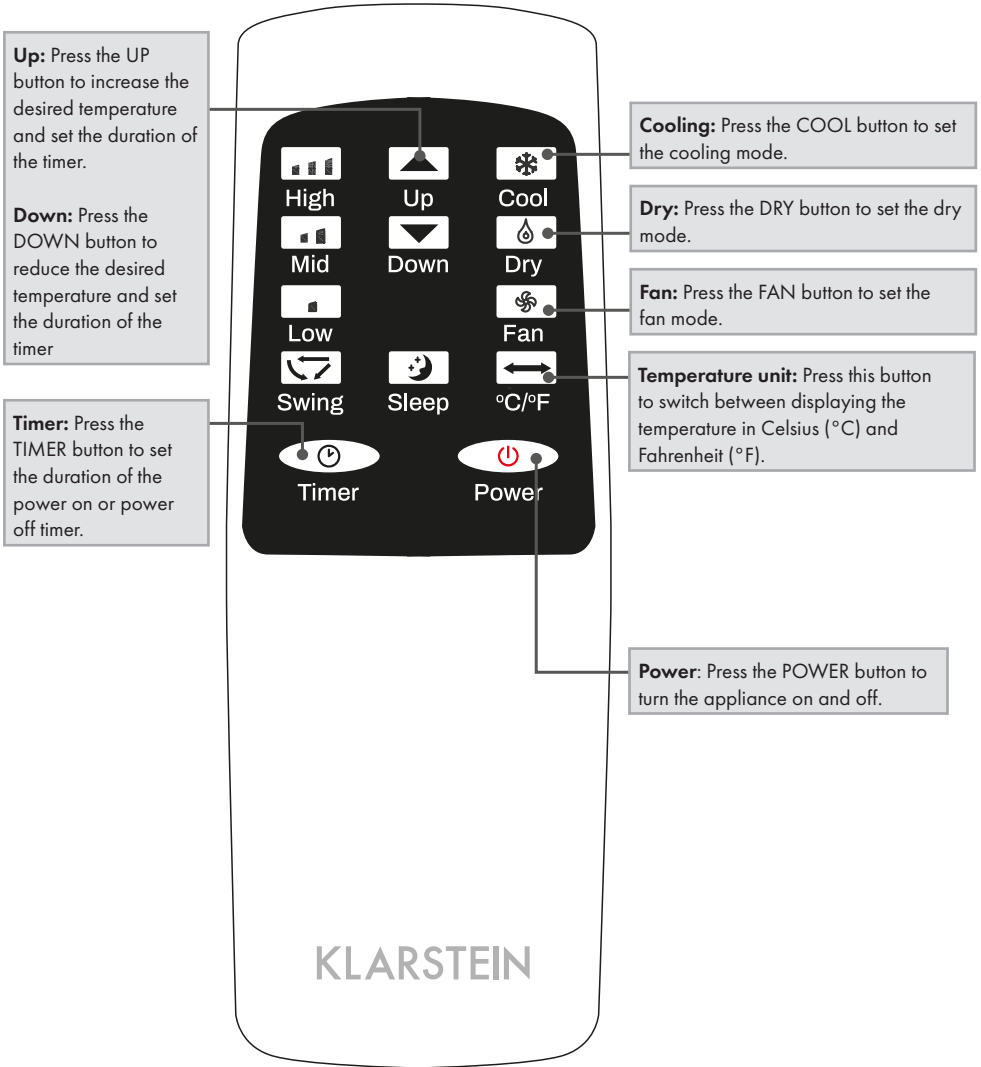 Up: Press the UP
button to increase the
desired temperature
and set the duration of
the timer.
Down: Press the
DOWN button to
reduce the desired
temperature and set
the duration of the
timer
Timer: Press the
TIMER button to set
the duration of the
power on or power
off timer.
High Up Cool
Mid Down Dry
Low Fan
Swing Sleep °C/°F
Timer Power
KLARSTEIN
Cooling: Press the COOL button to set
the cooling mode.
Dry: Press the DRY button to set the dry
mode.
Fan: Press the FAN button to set the
fan mode.
Temperature unit: Press this button
to switch between displaying the
temperature in Celsius (°C) and
Fahrenheit (°F).
Power: Press the POWER button to
turn the appliance on and off.